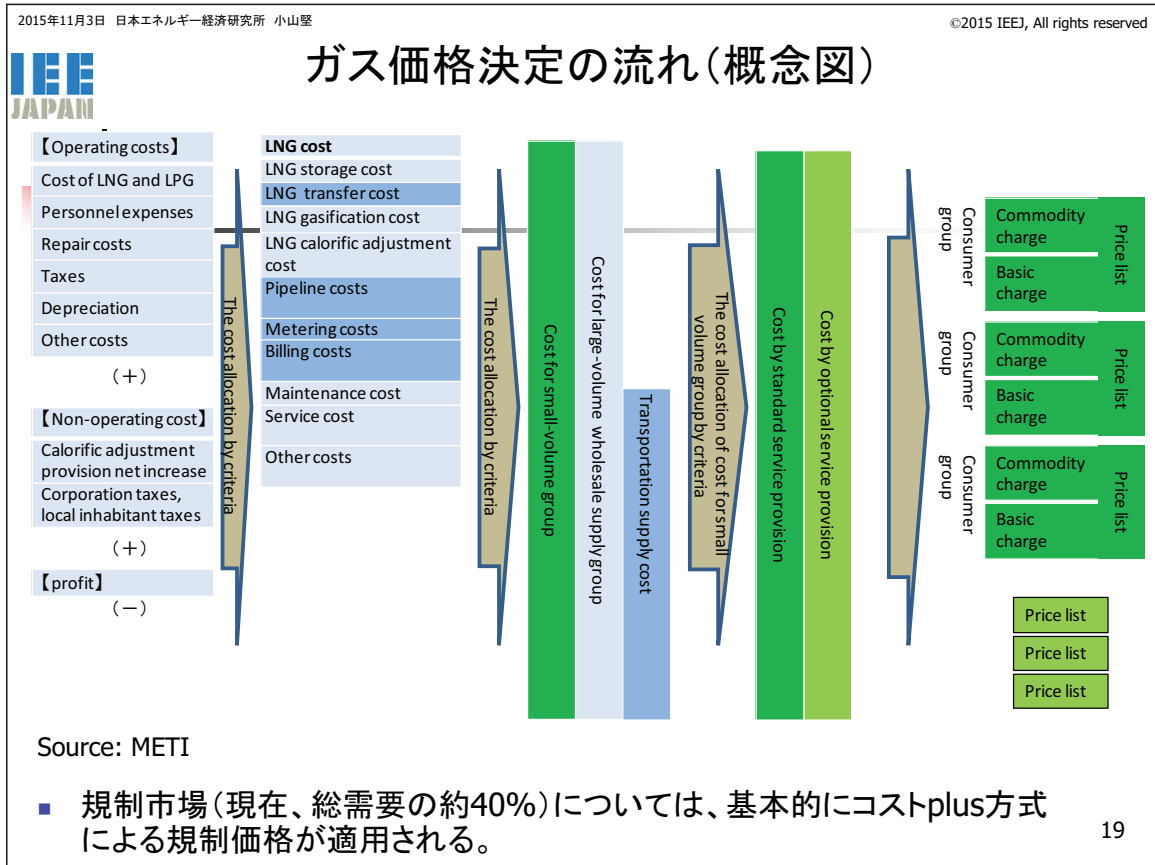 2015年11月3日 日本エネルギー経済研究所 小山堅
©2015 IEEJ, All rights reserved
IEE
JAPAN
ガス価格決定の流れ(概念図)
【Operating costs】
Cost of LNG and LPG
Personnel expenses
Repair costs
Taxes
Depreciation
Other costs
(+)
【Non-operating cost】
Calorific adjustment
provision net increase
Corporation taxes,
local inhabitant taxes
(+)
【profit】
(-)
The cost allocation by criteria
LNG cost
LNG storage cost
LNG transfer cost
LNG gasification cost
LNG calorific adjustment
cost
Pipeline costs
Metering costs
Billing costs
Maintenance cost
Service cost
Other costs
The cost allocation by criteria
Cost for small-volume group
Cost for large-volume wholesale supply group
Transportation supply cost
The cost allocation of cost for small
volume group by criteria
Cost by standard service provision
Cost by optional service provision
Consumer
group
Commodity
charge
Basic
charge
Price list
Consumer
group
Commodity
charge
Basic
charge
Price list
Consumer
group
Commodity
charge
Basic
charge
Price list
Price list
Price list
Price list
Source: METI
■ 規制市場(現在、総需要の約40%)については、基本的にコストplus方式
による規制価格が適用される。
19